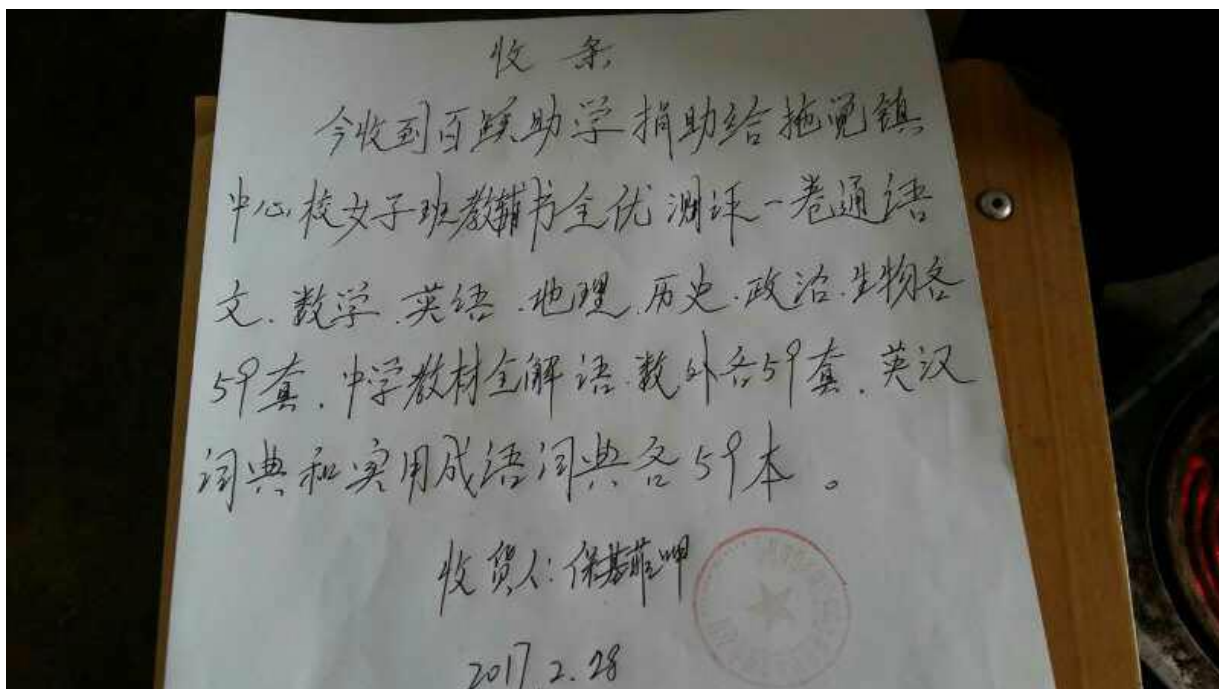 收条
今收到百联助学捐助给拖觉镇
中心校女子班教辅书全优测评一卷通语
文、数学、英语、地理、历史、政治、生物各
59套、中学教材全解语、数外各59套、英汉
词典和实用成语词典各59本。
收货人:保
2017.2.28